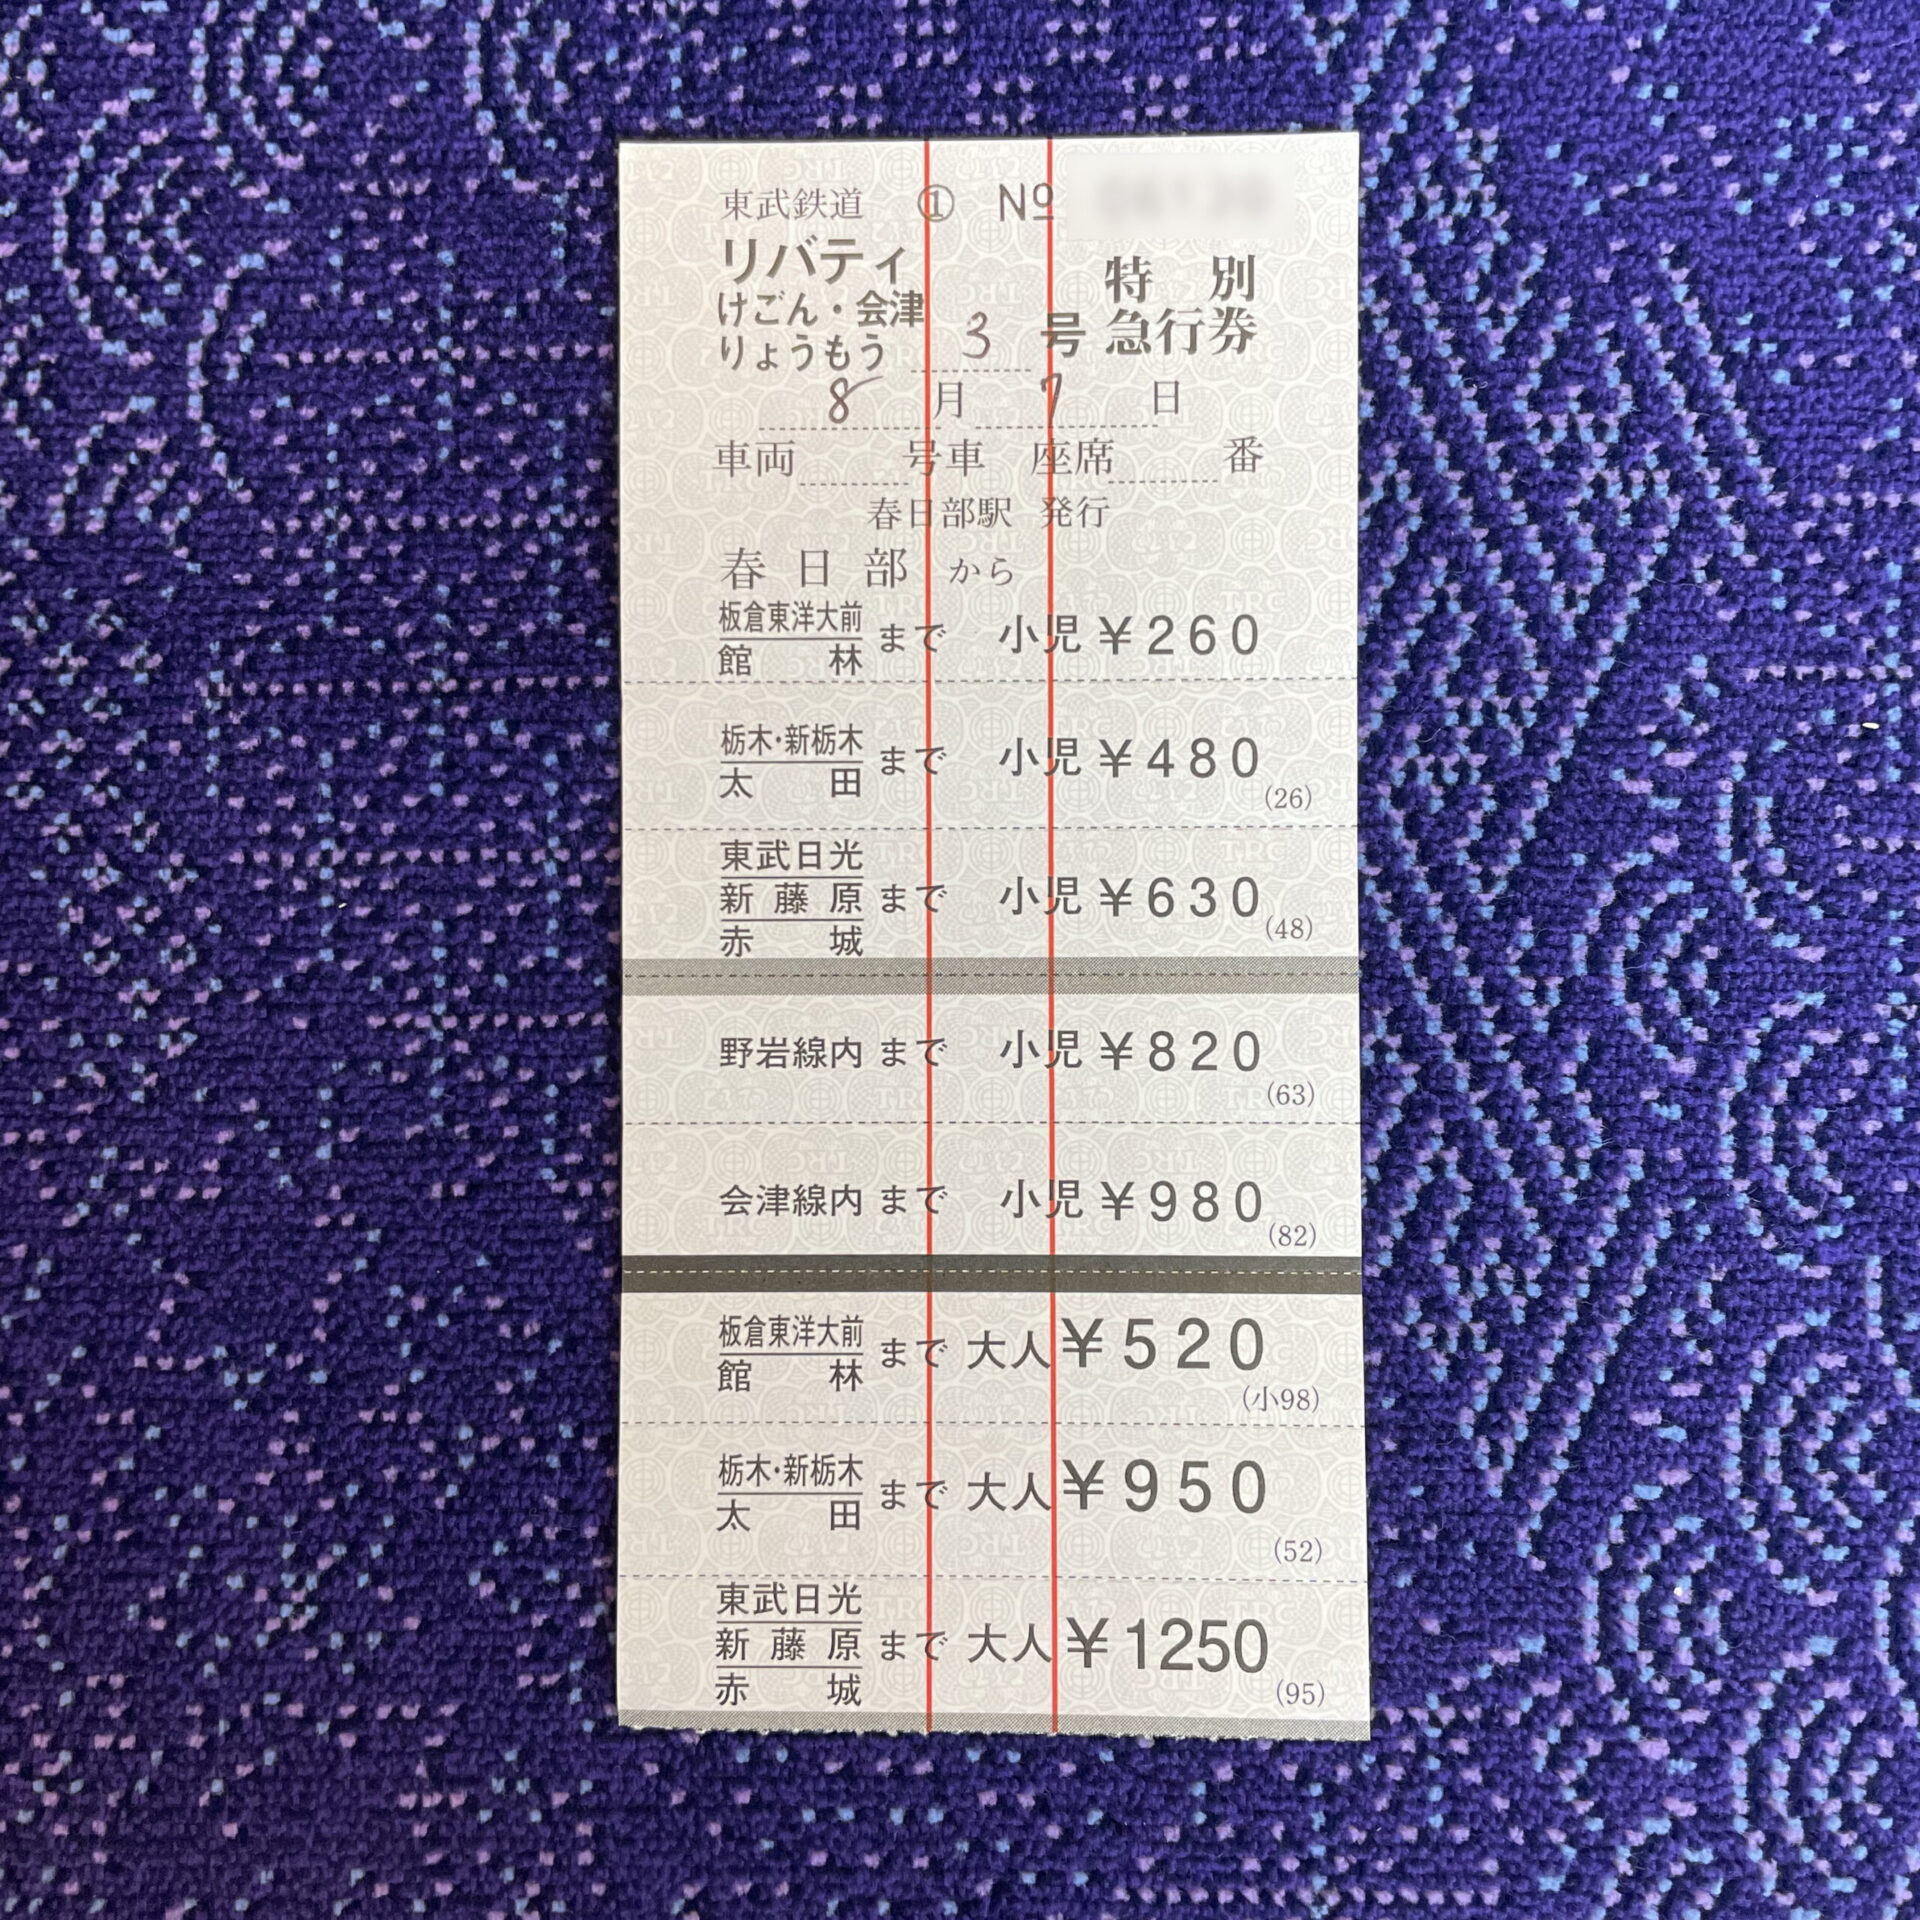 東武鉄道 ① Nº
リバティ
けごん・会津
りょうもう 3 号 特別急行券
8 月 7 日
車両 号車 座席 番
春日部駅 発行
春日部 から
板倉東洋大前
館林 まで 小児 ¥260
栃木・新栃木
太田 まで 小児 ¥480
(26)
東武日光
新藤原 まで 小児 ¥630
赤城
(48)
野岩線内 まで 小児 ¥820
(63)
会津線内 まで 小児 ¥980
(82)
板倉東洋大前
館林 まで 大人 ¥520
(小98)
栃木・新栃木
太田 まで 大人 ¥950
(52)
東武日光
新藤原 まで 大人 ¥1250
赤城
(95)